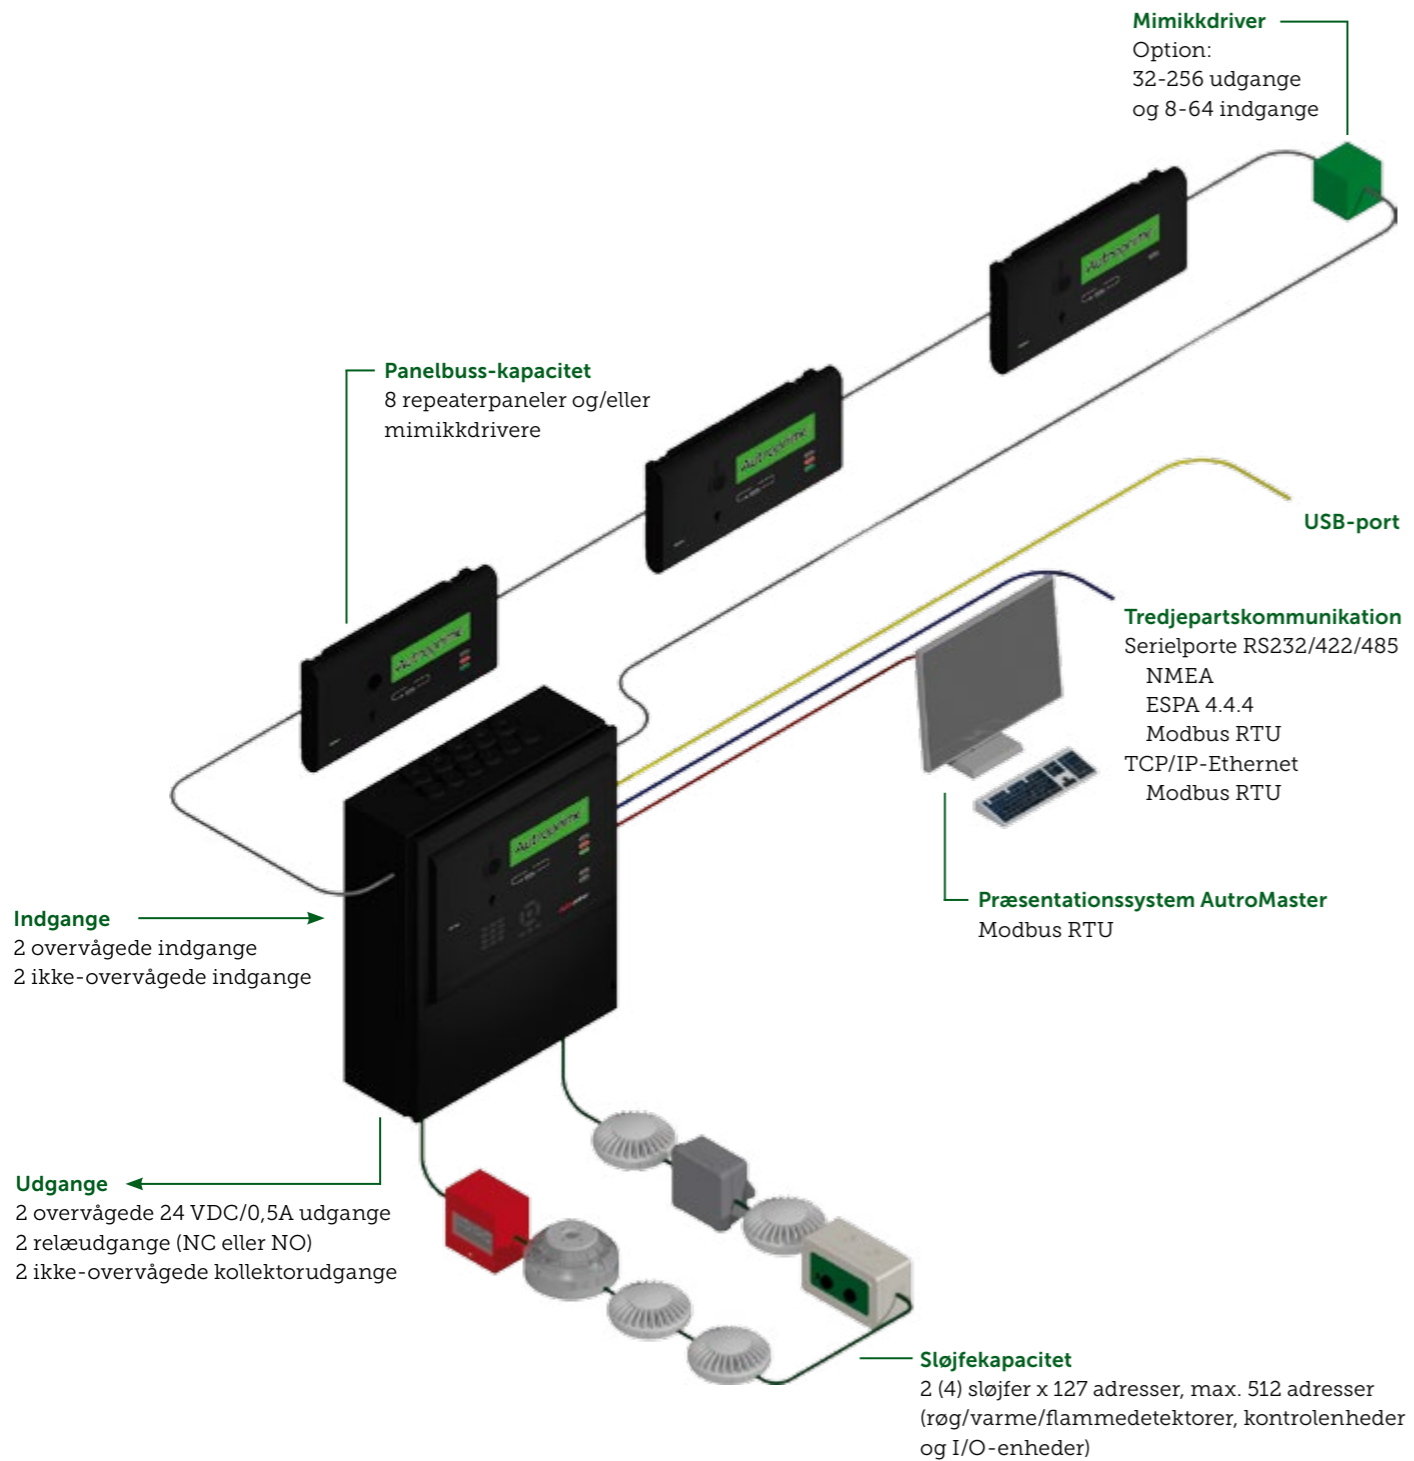 Mimikkdriver
Option:
32-256 udgange
og 8-64 indgange
Autroprime
Panelbuss-kapacitet
8 repeaterpaneler og/eller
mimikkdrivere
Autroprime
USB-port
Autroprime
Tredjepartskommunikation
Serielporte RS232/422/485
NMEA
ESPA 4.4.4
Modbus RTU
TCP/IP-Ethernet
Modbus RTU
Autroprime
Præsentationssystem AutroMaster
Modbus RTU
Indgange
2 overvågede indgange
2 ikke-overvågede indgange
Udgange
2 overvågede 24 VDC/0,5A udgange
2 relæudgange (NC eller NO)
2 ikke-overvågede kollektorudgange
Sløjfekapacitet
2 (4) sløjfer x 127 adresser, max. 512 adresser
(røg/varme/flammedetektorer, kontrolenheder
og I/O-enheder)